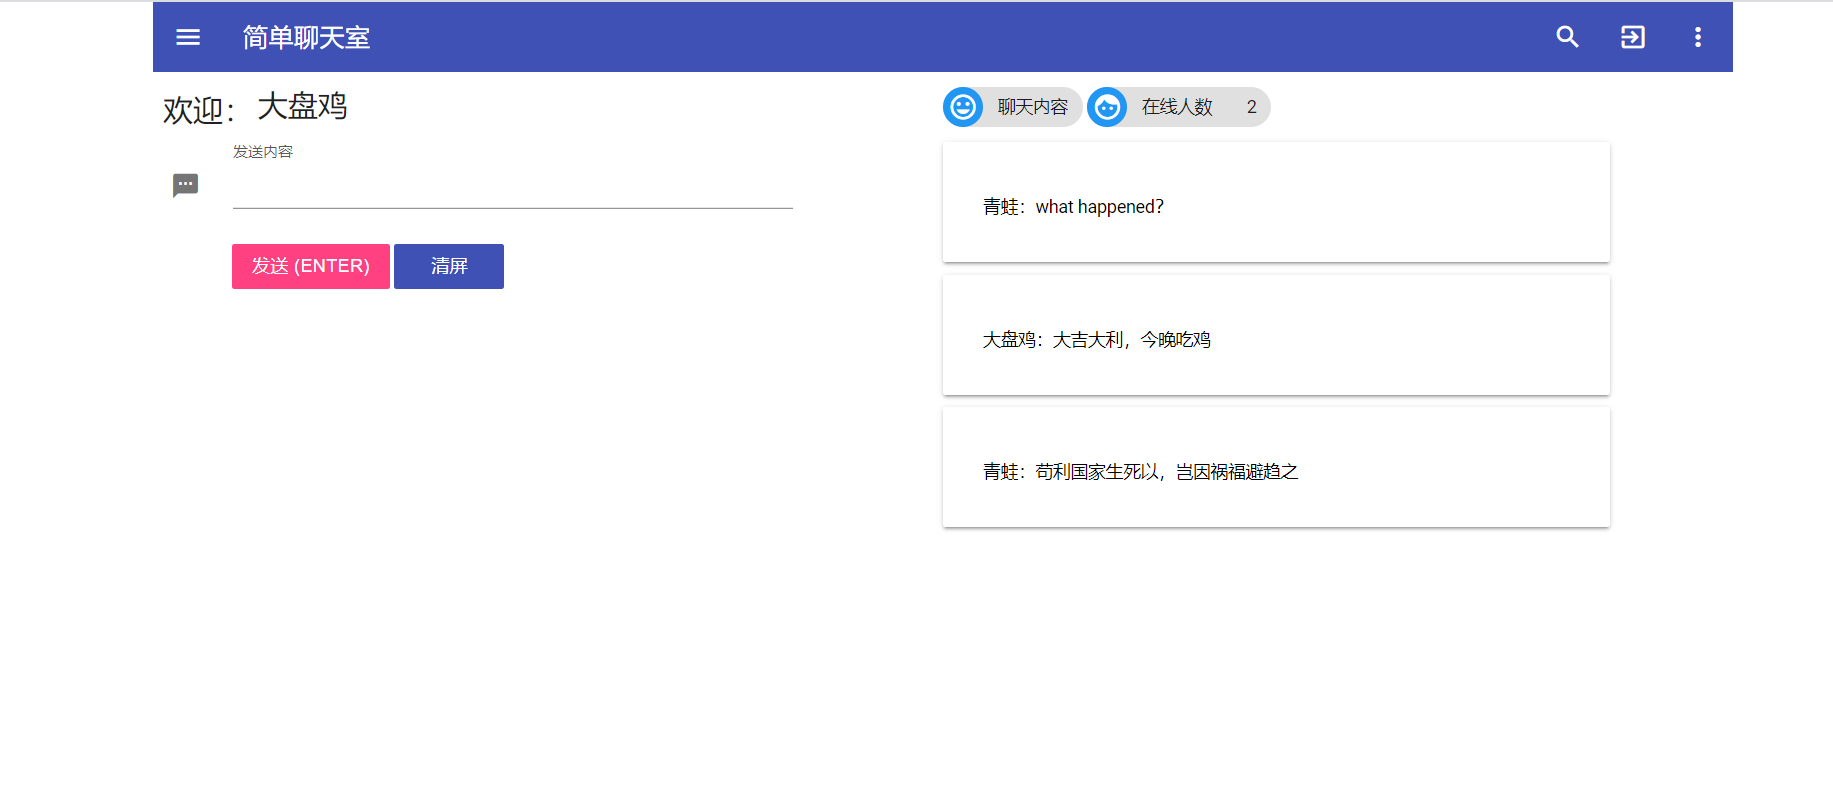 简单聊天室
欢迎： 大盘鸡
发送内容
发送 (ENTER)
清屏
聊天内容
在线人数 2
青蛙：what happened?
大盘鸡：大吉大利，今晚吃鸡
青蛙：苟利国家生死以，岂因祸福避趋之